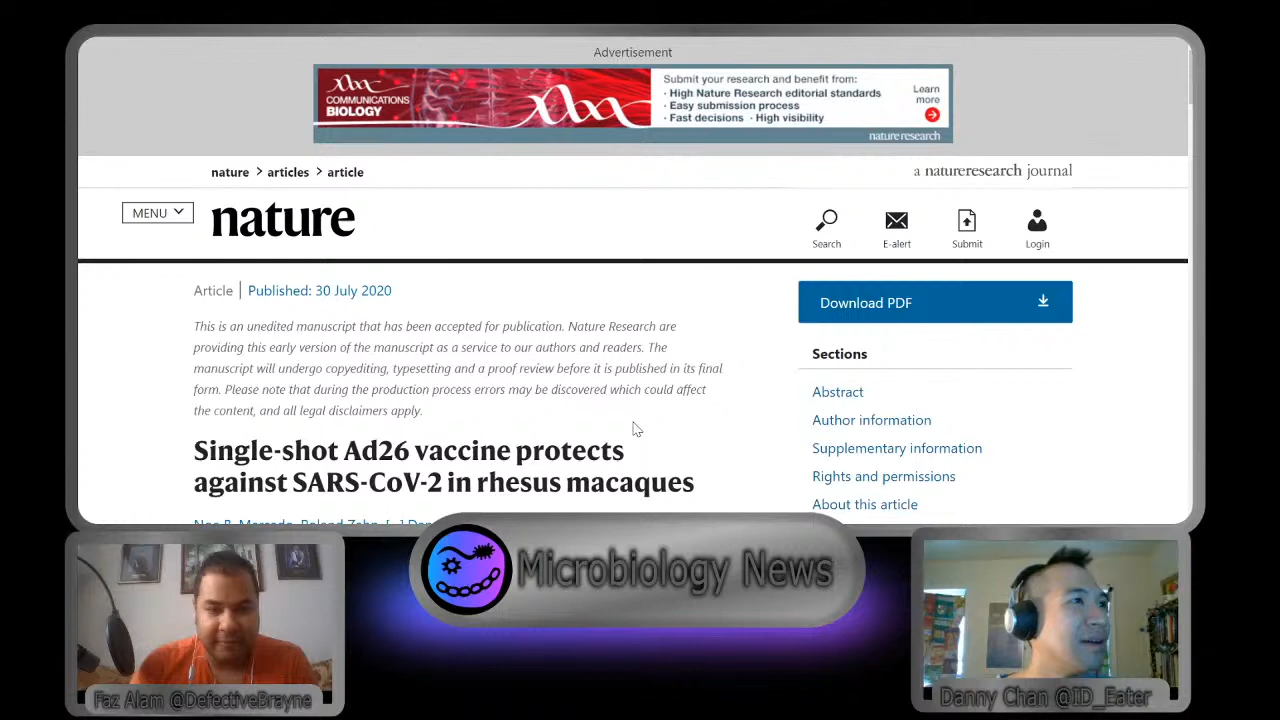 Advertisement
COMMUNICATIONS
BIOLOGY
Submit your research and benefit from:
· High Nature Research editorial standards
· Easy submission process
· Fast decisions · High visibility
Learn
more
natureresearch
nature > articles > article
a natureresearch journal
MENU
nature
Search
E-alert
Submit
Login
Article | Published: 30 July 2020
This is an unedited manuscript that has been accepted for publication. Nature Research are
providing this early version of the manuscript as a service to our authors and readers. The
manuscript will undergo copyediting, typesetting and a proof review before it is published in its final
form. Please note that during the production process errors may be discovered which could affect
the content, and all legal disclaimers apply.
Single-shot Ad26 vaccine protects
against SARS-CoV-2 in rhesus macaques
Download PDF
Sections
Abstract
Author information
Supplementary information
Rights and permissions
About this article
Microbiology News
Faz Alam @DefectiveBrayne
Danny Chan @ID_Eater